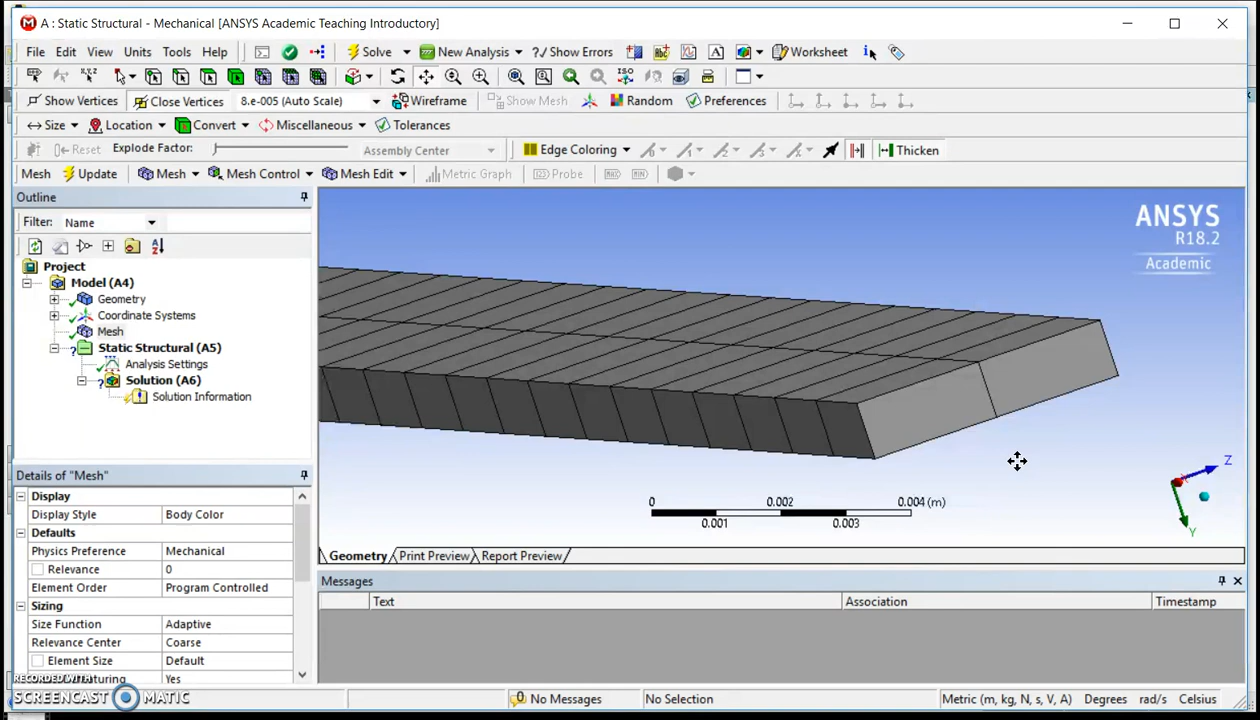 A : Static Structural - Mechanical [ANSYS Academic Teaching Introductory]
File Edit View Units Tools Help Solve New Analysis ?/ Show Errors Worksheet
Show Vertices Close Vertices 8.e-005 (Auto Scale) Wireframe Show Mesh Random Preferences
Size Location Convert Miscellaneous Tolerances
Reset Explode Factor: Assembly Center Edge Coloring Thicken
Mesh Update Mesh Mesh Control Mesh Edit Metric Graph Probe
Outline
Filter: Name
Project
Model (A4)
Geometry
Coordinate Systems
Mesh
Static Structural (A5)
Analysis Settings
Solution (A6)
Solution Information
Details of "Mesh"
Display
Display Style Body Color
Defaults
Physics Preference Mechanical
Relevance 0
Element Order Program Controlled
Sizing
Size Function Adaptive
Relevance Center Coarse
Element Size Default
Yes
RECORDED WITH
SCREENCAST MATIC
ANSYS
R18.2
Academic
Z
Y
0 0.002 0.004 (m)
0.001 0.003
Geometry Print Preview Report Preview
Messages
Text Association Timestamp
0 No Messages No Selection Metric (m, kg, N, s, V, A) Degrees rad/s Celsius